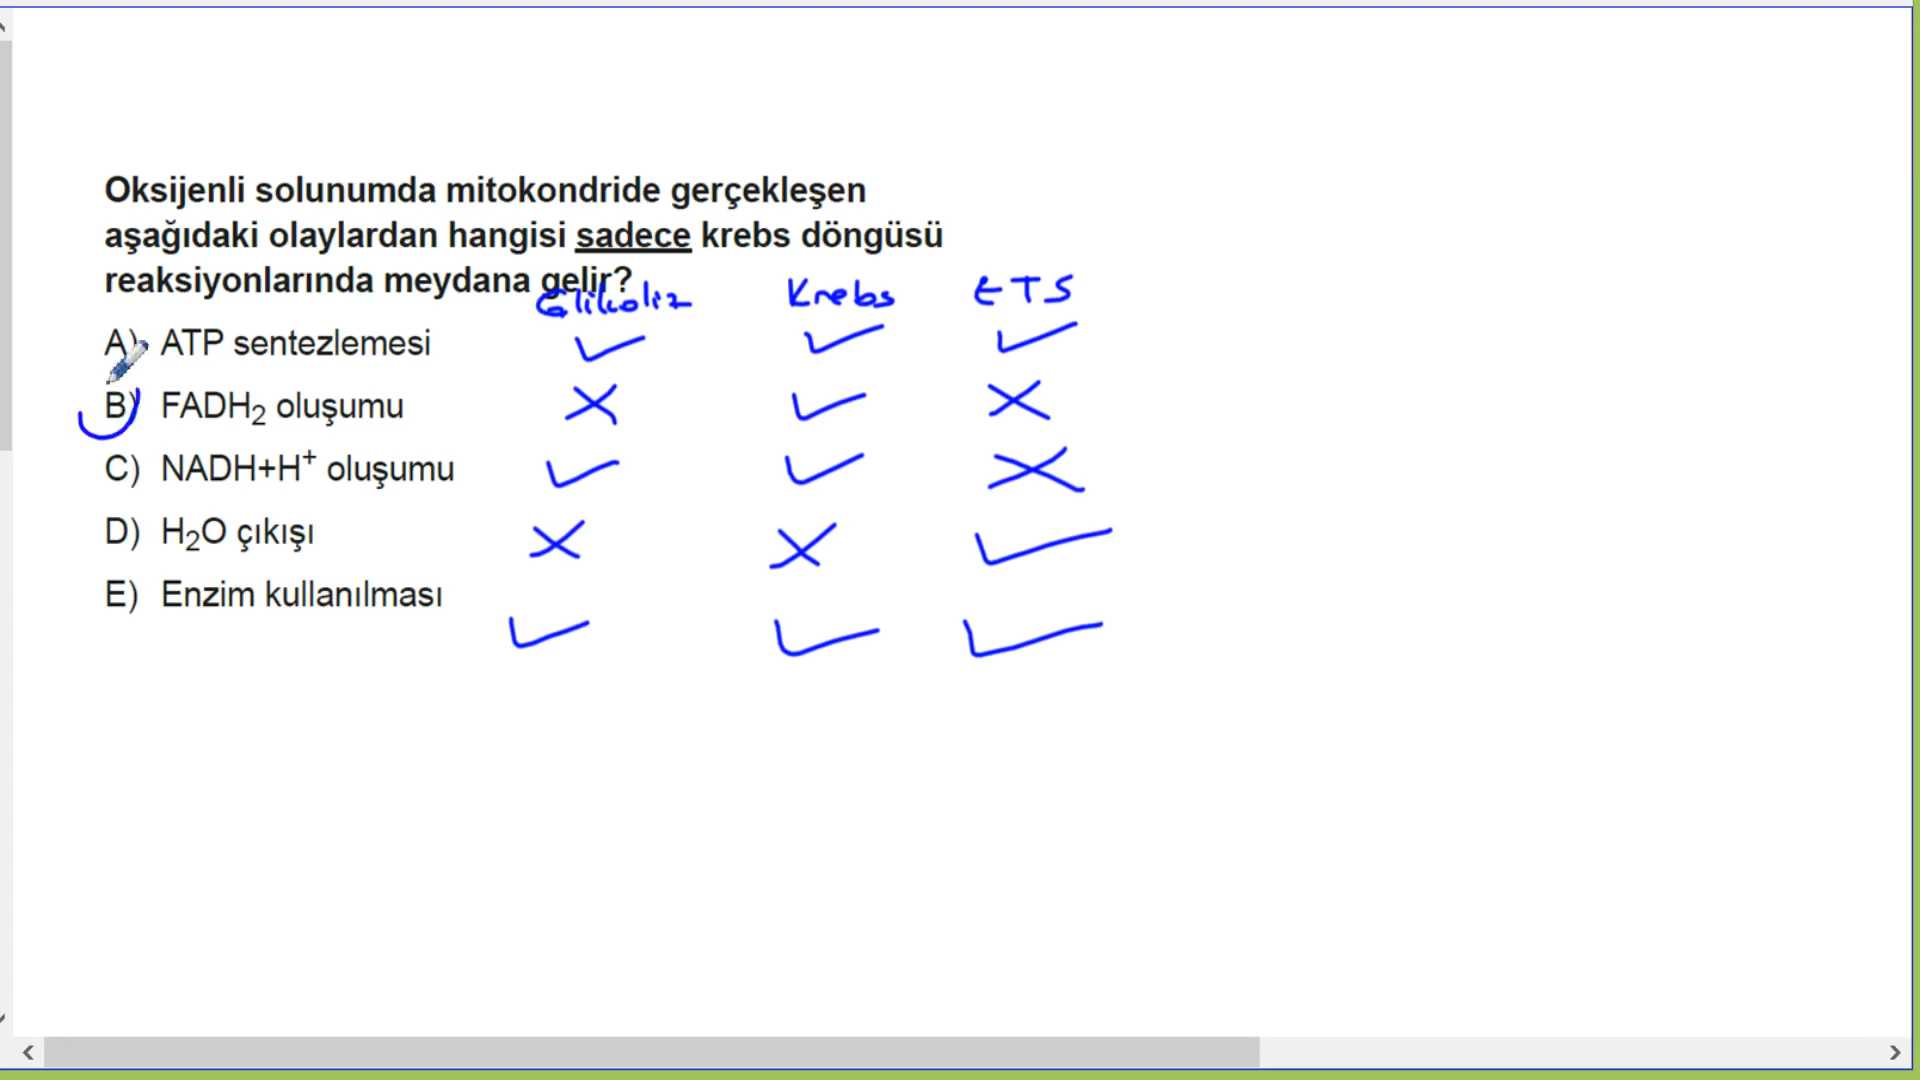 Oksijenli solunumda mitokondride gerçekleşen
aşağıdaki olaylardan hangisi sadece krebs döngüsü
reaksiyonlarında meydana gelir?
Glikoliz Krebs ETS
A) ATP sentezlemesi
B) FADH₂ oluşumu
C) NADH+H⁺ oluşumu
D) H₂O çıkışı
E) Enzim kullanılması